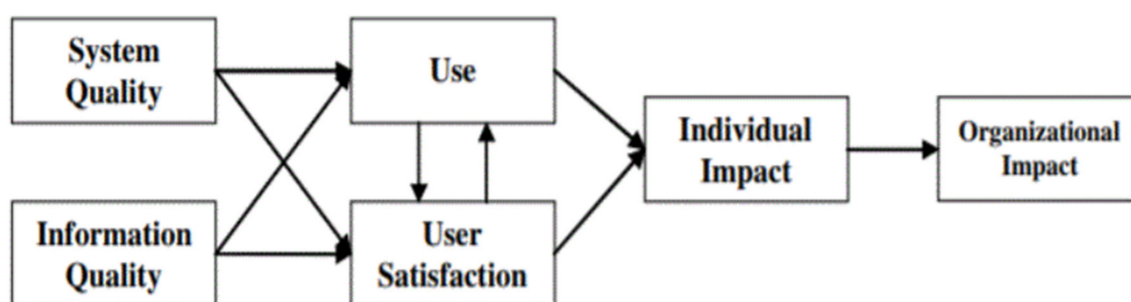 System
Quality
Use
Individual
Impact
Organizational
Impact
Information
Quality
User
Satisfaction